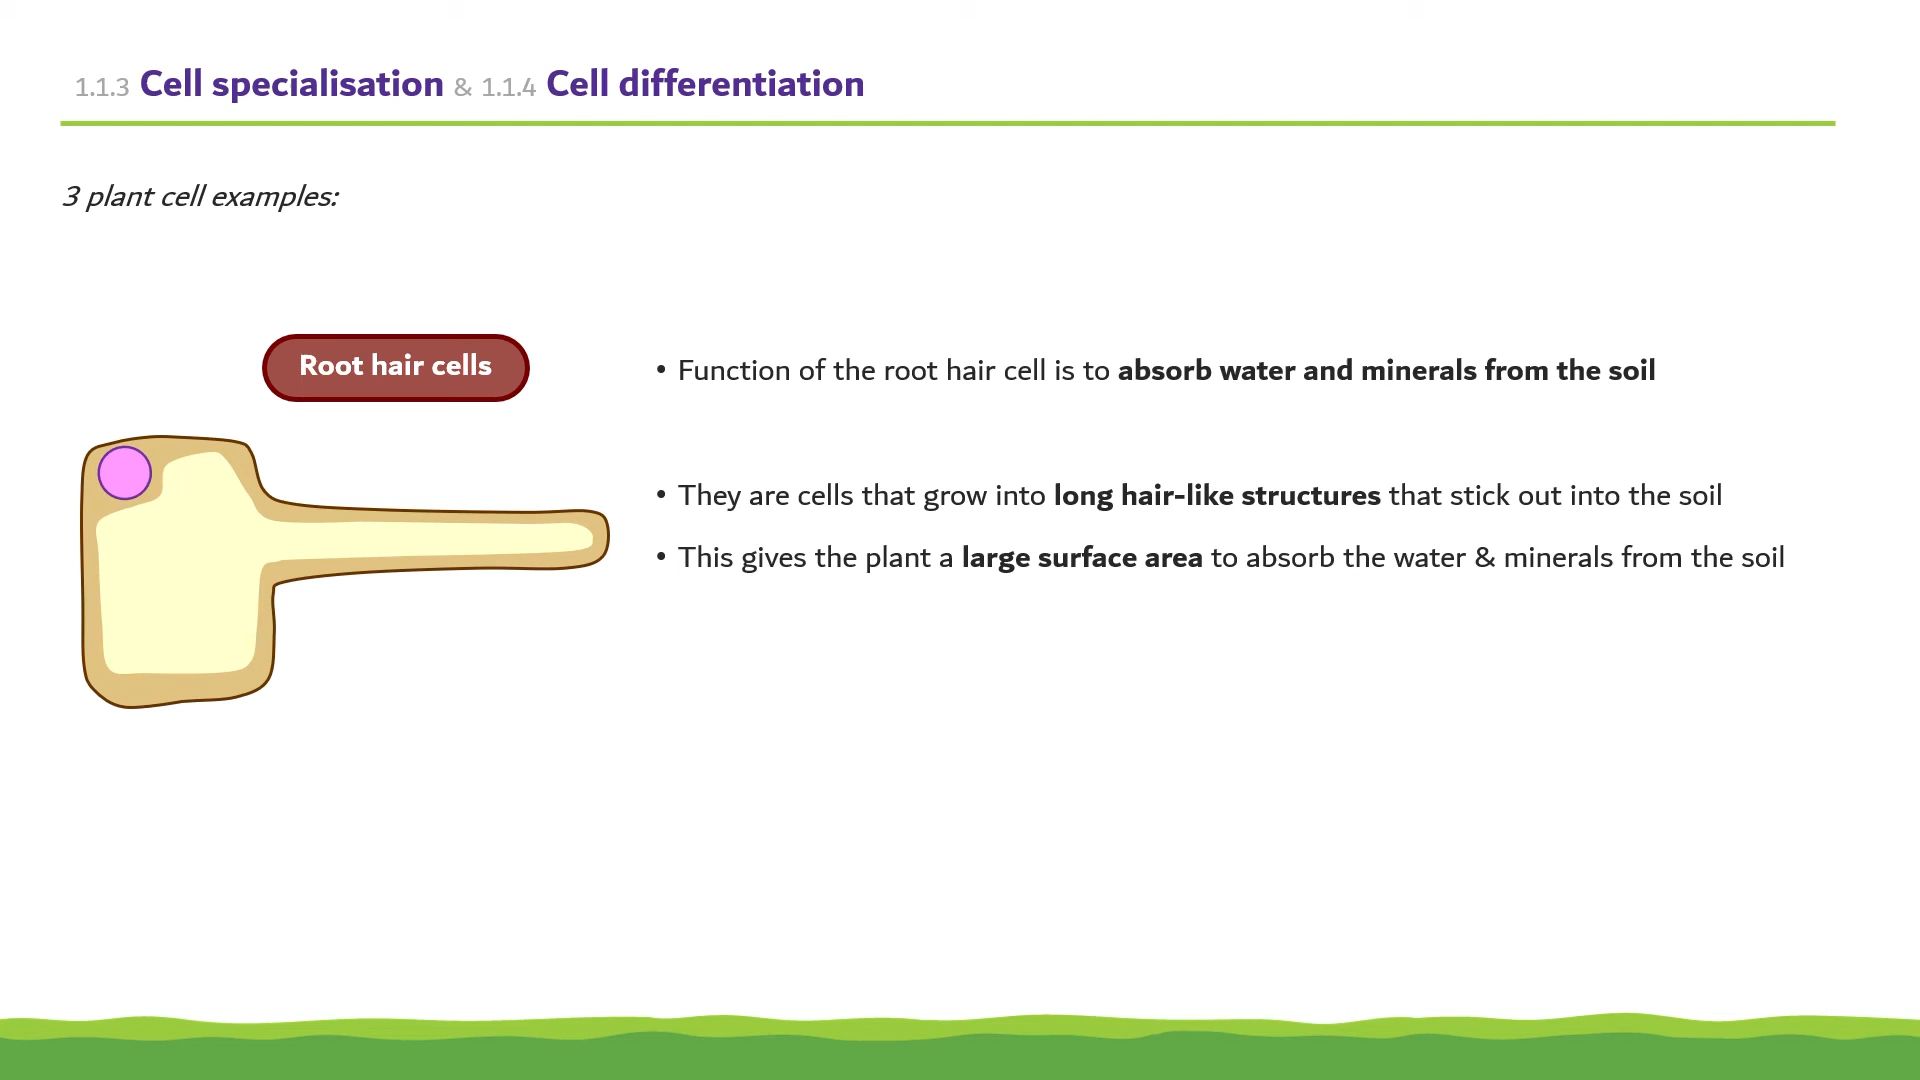 1.1.3 Cell specialisation & 1.1.4 Cell differentiation
3 plant cell examples:
Root hair cells
• Function of the root hair cell is to absorb water and minerals from the soil
• They are cells that grow into long hair-like structures that stick out into the soil
• This gives the plant a large surface area to absorb the water & minerals from the soil